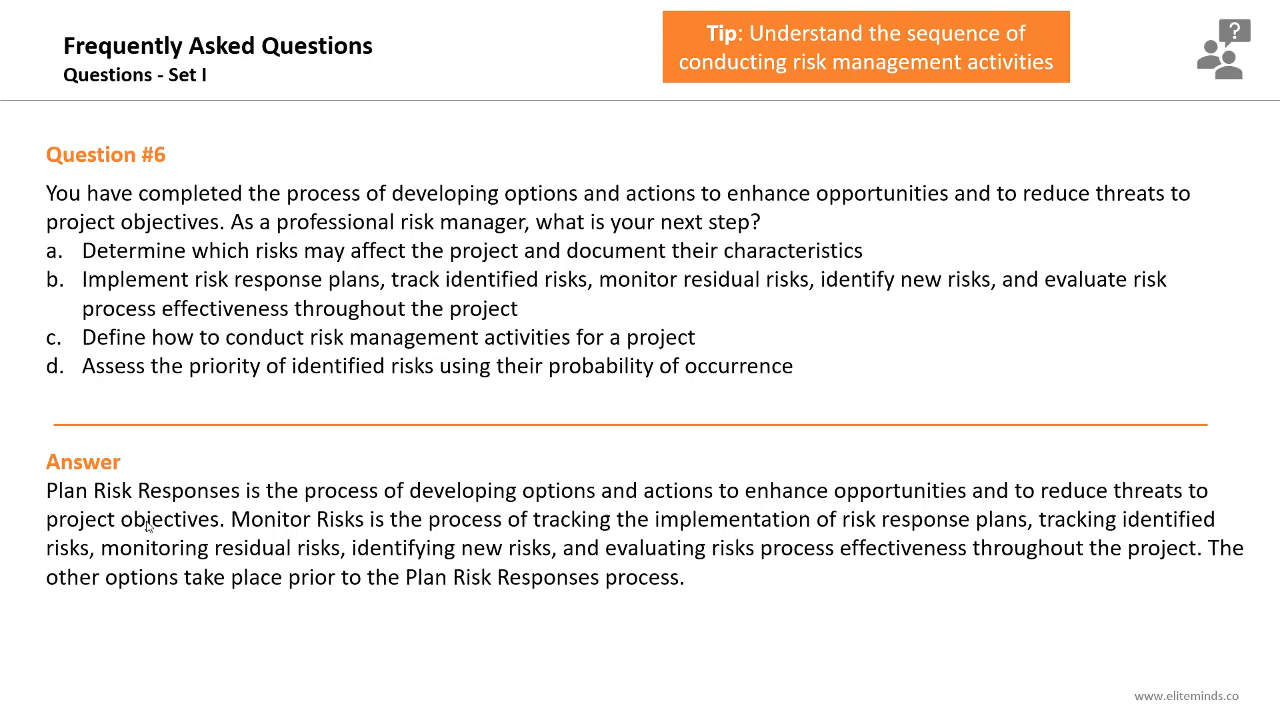 Frequently Asked Questions
Questions - Set I
Tip: Understand the sequence of
conducting risk management activities
?
Question #6
You have completed the process of developing options and actions to enhance opportunities and to reduce threats to
project objectives. As a professional risk manager, what is your next step?
a. Determine which risks may affect the project and document their characteristics
b. Implement risk response plans, track identified risks, monitor residual risks, identify new risks, and evaluate risk
process effectiveness throughout the project
c. Define how to conduct risk management activities for a project
d. Assess the priority of identified risks using their probability of occurrence
Answer
Plan Risk Responses is the process of developing options and actions to enhance opportunities and to reduce threats to
project objectives. Monitor Risks is the process of tracking the implementation of risk response plans, tracking identified
risks, monitoring residual risks, identifying new risks, and evaluating risks process effectiveness throughout the project. The
other options take place prior to the Plan Risk Responses process.
www.eliteminds.co